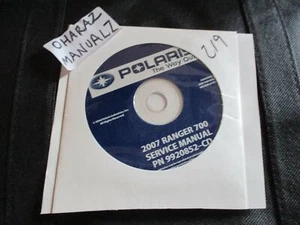 OHARAZ
MANUALZ
219
POLARIS
The Way Out
2007 RANGER 700
SERVICE MANUAL
PN 9920852-CD